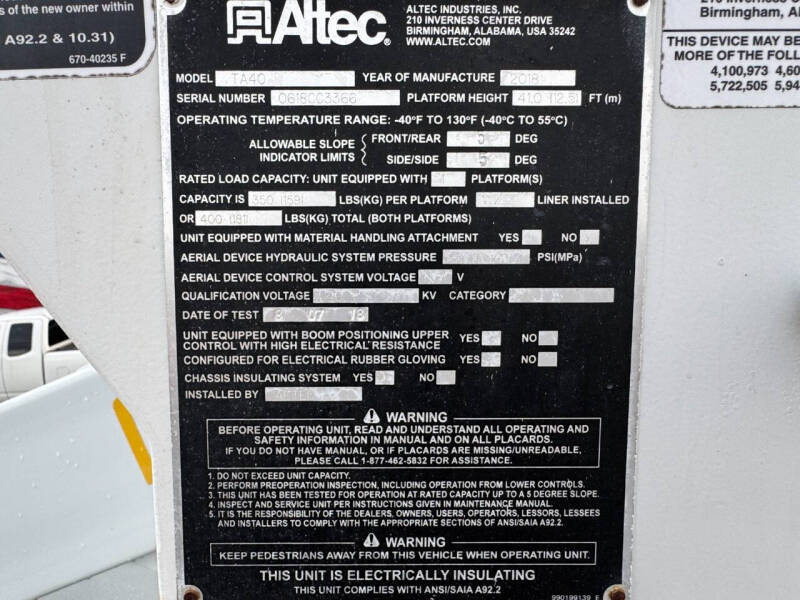 s of the new owner within
A92.2 & 10.31)
670-40235 F
Altec
ALTEC INDUSTRIES, INC.
210 INVERNESS CENTER DRIVE
BIRMINGHAM, ALABAMA, USA 35242
WWW.ALTEC.COM
Birmingham, A
THIS DEVICE MAY BE
MORE OF THE FOLL
4,100,973 4,60
5,722,505 5,94
MODEL TA40 YEAR OF MANUFACTURE 2018
SERIAL NUMBER 0618CC3366 PLATFORM HEIGHT 41.0 (12.5) FT (m)
OPERATING TEMPERATURE RANGE: -40°F TO 130°F (-40°C TO 55°C)
ALLOWABLE SLOPE INDICATOR LIMITS
FRONT/REAR 5 DEG
SIDE/SIDE 5 DEG
RATED LOAD CAPACITY: UNIT EQUIPPED WITH PLATFORM(S)
CAPACITY IS 350 (159) LBS(KG) PER PLATFORM LINER INSTALLED
OR 400 (181) LBS(KG) TOTAL (BOTH PLATFORMS)
UNIT EQUIPPED WITH MATERIAL HANDLING ATTACHMENT YES NO
AERIAL DEVICE HYDRAULIC SYSTEM PRESSURE PSI(MPa)
AERIAL DEVICE CONTROL SYSTEM VOLTAGE V
QUALIFICATION VOLTAGE KV CATEGORY
DATE OF TEST 8 07 18
UNIT EQUIPPED WITH BOOM POSITIONING UPPER
CONTROL WITH HIGH ELECTRICAL RESISTANCE YES NO
CONFIGURED FOR ELECTRICAL RUBBER GLOVING YES NO
CHASSIS INSULATING SYSTEM YES NO
INSTALLED BY
WARNING
BEFORE OPERATING UNIT, READ AND UNDERSTAND ALL OPERATING AND
SAFETY INFORMATION IN MANUAL AND ON ALL PLACARDS.
IF YOU DO NOT HAVE MANUAL, OR IF PLACARDS ARE MISSING/UNREADABLE,
PLEASE CALL 1-877-462-5832 FOR ASSISTANCE.
1. DO NOT EXCEED UNIT CAPACITY.
2. PERFORM PREOPERATION INSPECTION, INCLUDING OPERATION FROM LOWER CONTROLS.
3. THIS UNIT HAS BEEN TESTED FOR OPERATION AT RATED CAPACITY UP TO A 5 DEGREE SLOPE.
4. INSPECT AND SERVICE UNIT PER INSTRUCTIONS GIVEN IN MAINTENANCE MANUAL.
5. IT IS THE RESPONSIBILITY OF THE DEALERS, OWNERS, USERS, OPERATORS, LESSORS, LESSEES
AND INSTALLERS TO COMPLY WITH THE APPROPRIATE SECTIONS OF ANSI/SAIA A92.2.
WARNING
KEEP PEDESTRIANS AWAY FROM THIS VEHICLE WHEN OPERATING UNIT.
THIS UNIT IS ELECTRICALLY INSULATING
THIS UNIT COMPLIES WITH ANSI/SAIA A92.2
990199139 E